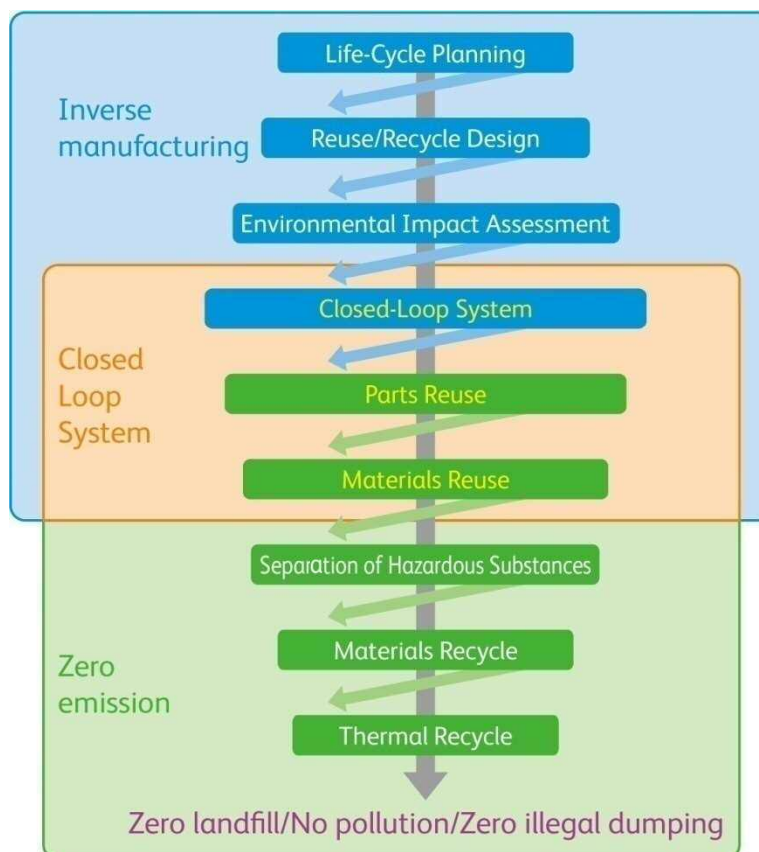 Life-Cycle Planning
Inverse
manufacturing
Reuse/Recycle Design
Environmental Impact Assessment
Closed-Loop System
Closed
Loop
System
Parts Reuse
Materials Reuse
Separation of Hazardous Substances
Materials Recycle
Zero
emission
Thermal Recycle
Zero landfill/No pollution/Zero illegal dumping